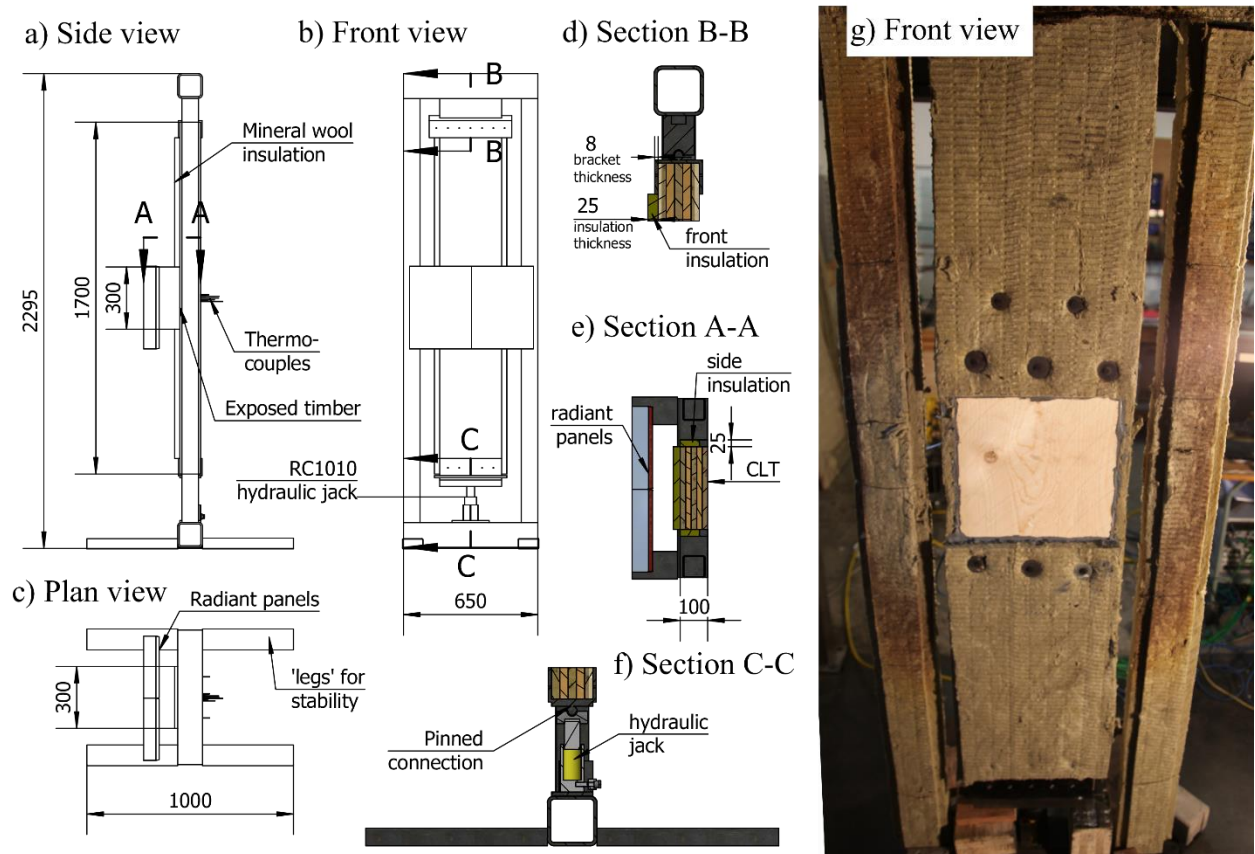 a) Side view
2295
1700
300
A
A
Mineral wool
insulation
Thermo-
couples
Exposed timber
b) Front view
B
B
C
C
RC1010
hydraulic jack
650
c) Plan view
Radiant panels
300
'legs' for
stability
1000
d) Section B-B
8
bracket
thickness
25
insulation
thickness
front
insulation
e) Section A-A
side
insulation
radiant
panels
25
CLT
100
f) Section C-C
Pinned
connection
hydraulic
jack
g) Front view